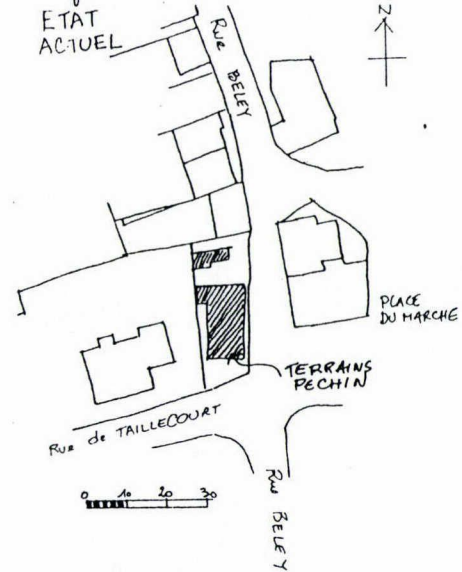 ETAT
ACTUEL
Rue BELEY
N
PLACE
DU MARCHE
TERRAINS
PECHIN
Rue de TAILLECOURT
0 10 20 30
Rue BELEY